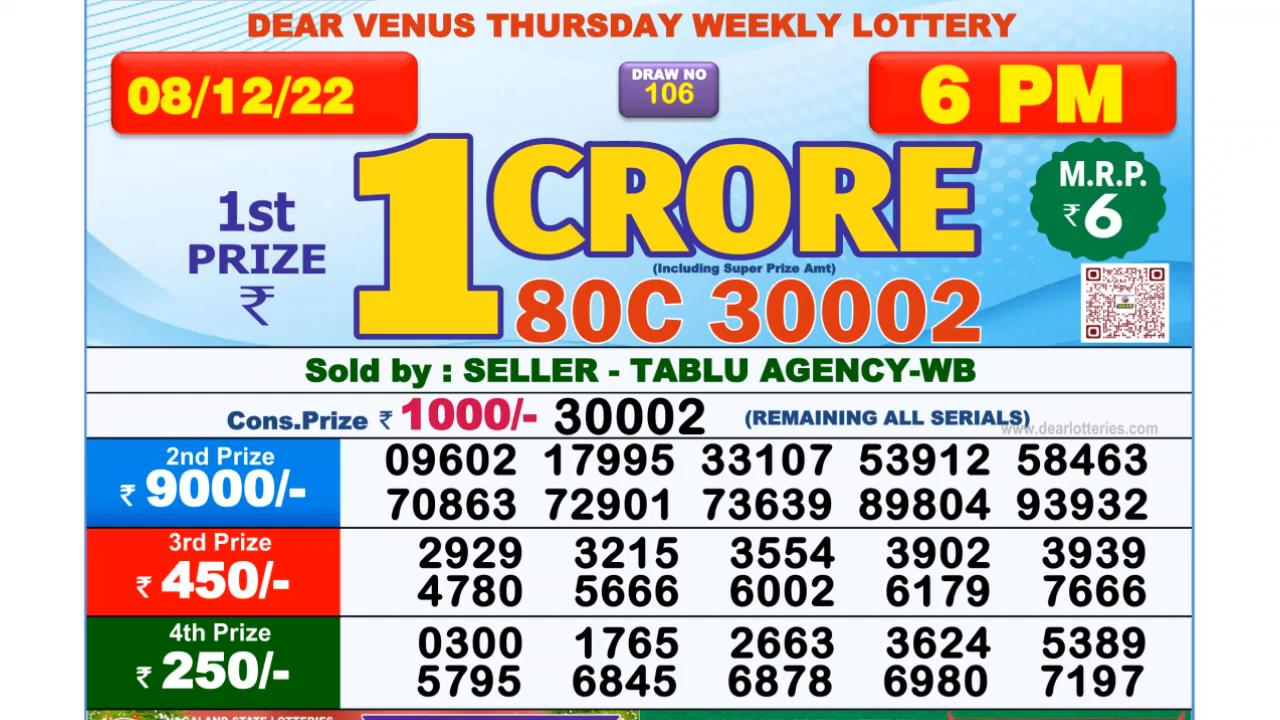 DEAR VENUS THURSDAY WEEKLY LOTTERY
08/12/22
DRAW NO
106
6 PM
1st
PRIZE
₹
1 CRORE
(Including Super Prize Amt)
80C 30002
M.R.P.
₹ 6
Sold by : SELLER - TABLU AGENCY-WB
Cons.Prize ₹ 1000/- 30002 (REMAINING ALL SERIALS)
www.dearlotteries.com
2nd Prize
₹ 9000/-
09602 17995 33107 53912 58463
70863 72901 73639 89804 93932
3rd Prize
₹ 450/-
2929 3215 3554 3902 3939
4780 5666 6002 6179 7666
4th Prize
₹ 250/-
0300 1765 2663 3624 5389
5795 6845 6878 6980 7197
STATE LOTTERIES